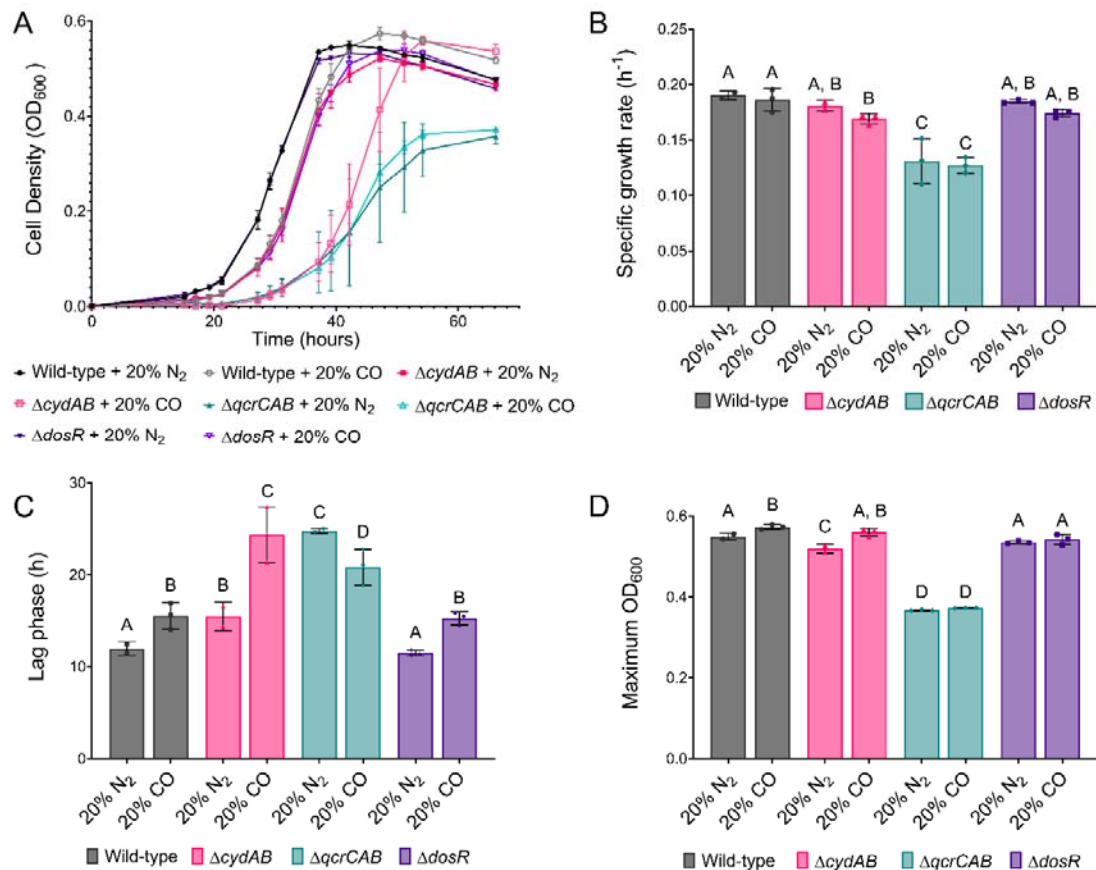 A
Cell Density (OD₆₀₀)
0.6
0.4
0.2
0.0
0 20 40 60
Time (hours)
Wild-type + 20% N₂ Wild-type + 20% CO ΔcydAB + 20% N₂
ΔcydAB + 20% CO ΔqcrCAB + 20% N₂ ΔqcrCAB + 20% CO
ΔdosR + 20% N₂ ΔdosR + 20% CO
B
Specific growth rate (h⁻¹)
0.25
0.20
0.15
0.10
0.05
0.00
A A A, B B C C A, B A, B
20% N₂ 20% CO 20% N₂ 20% CO 20% N₂ 20% CO 20% N₂ 20% CO
Wild-type ΔcydAB ΔqcrCAB ΔdosR
C
Lag phase (h)
30
20
10
0
A B B C C D A B
20% N₂ 20% CO 20% N₂ 20% CO 20% N₂ 20% CO 20% N₂ 20% CO
Wild-type ΔcydAB ΔqcrCAB ΔdosR
D
Maximum OD₆₀₀
0.6
0.4
0.2
0.0
A B C A, B D D A A
20% N₂ 20% CO 20% N₂ 20% CO 20% N₂ 20% CO 20% N₂ 20% CO
Wild-type ΔcydAB ΔqcrCAB ΔdosR